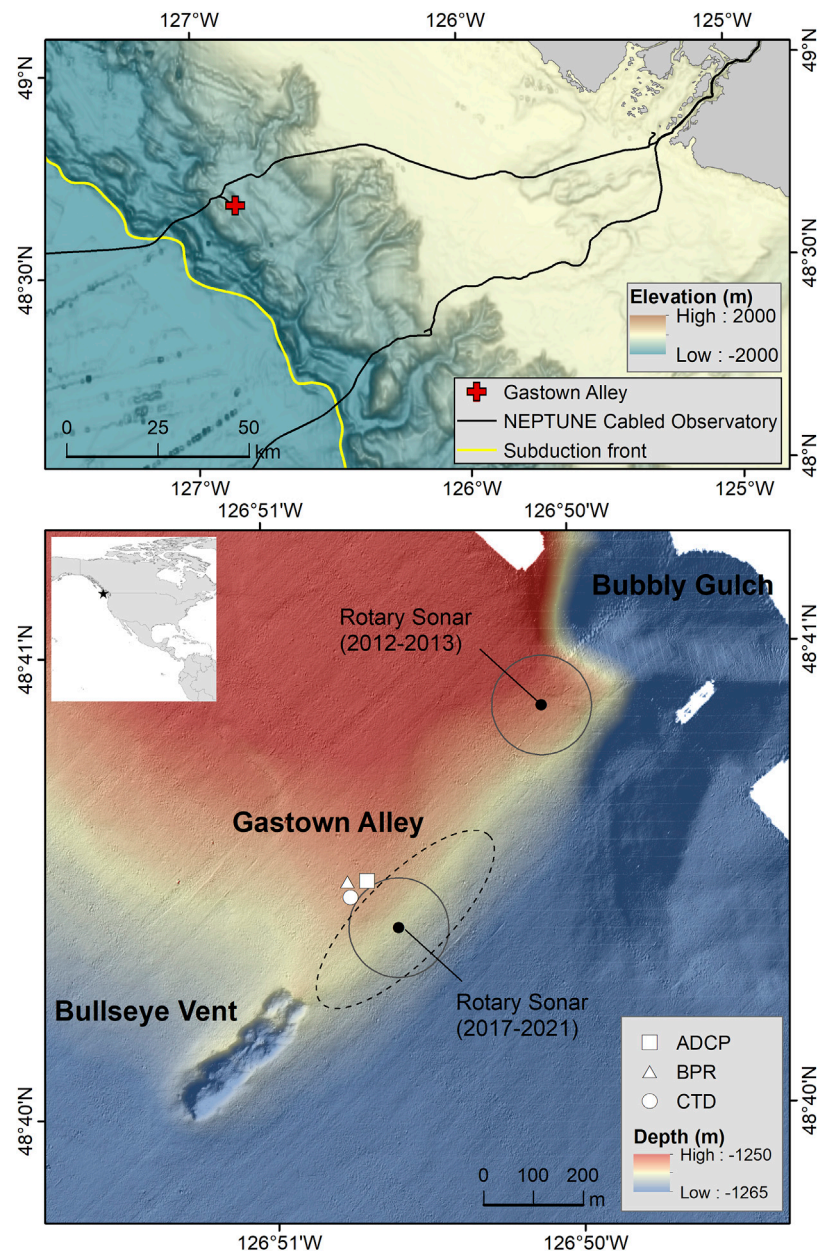 127°W 126°W 125°W
49°N
49°N
48°30'N
48°30'N
Elevation (m)
High : 2000
Low : -2000
Gastown Alley
NEPTUNE Cabled Observatory
Subduction front
0 25 50
km
48°N
127°W 126°W 125°W
126°51'W 126°50'W
Bubbly Gulch
Rotary Sonar
(2012-2013)
48°41'N
48°41'N
Gastown Alley
Bullseye Vent
Rotary Sonar
(2017-2021)
ADCP
BPR
CTD
Depth (m)
High : -1250
Low : -1265
0 100 200
m
48°40'N
48°40'N
126°51'W 126°50'W